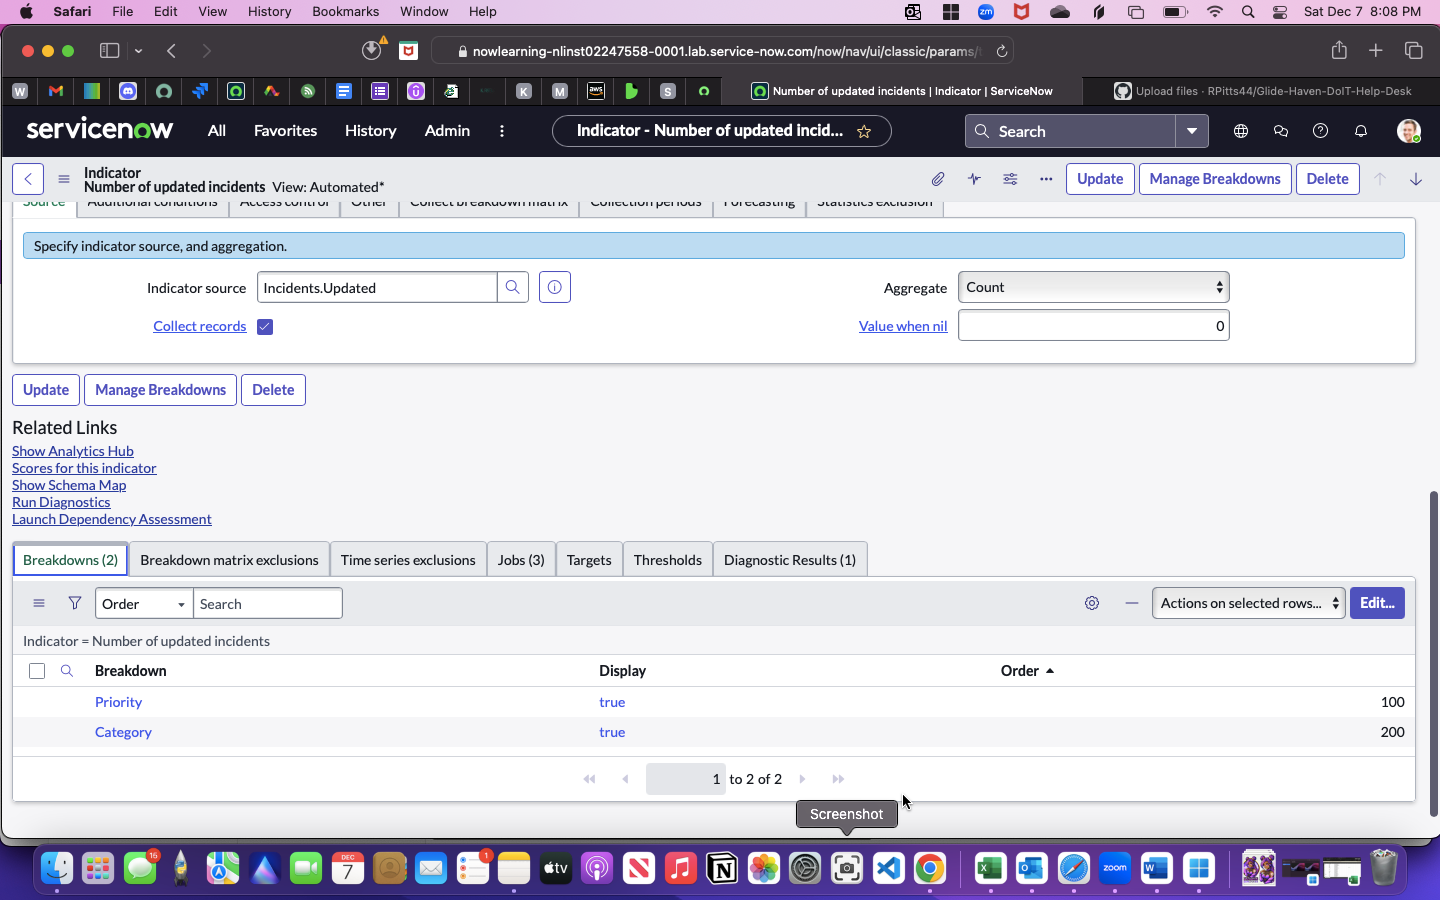 Safari File Edit View History Bookmarks Window Help zm Sat Dec 7 8:08 PM
nowlearning-nlinst02247558-0001.lab.service-now.com/now/nav/ui/classic/params/
W K M aws S Number of updated incidents | Indicator | ServiceNow Upload files · RPitts44/Glide-Haven-DoIT-Help-Desk
servicenow All Favorites History Admin Indicator - Number of updated incid... Search
Indicator
Number of updated incidents View: Automated* Update Manage Breakdowns Delete
Source Additional conditions Access control Other Collect breakdown matrix Collection periods Forecasting Statistics exclusion
Specify indicator source, and aggregation.
Indicator source Incidents.Updated Aggregate Count
Collect records Value when nil 0
Update Manage Breakdowns Delete
Related Links
Show Analytics Hub
Scores for this indicator
Show Schema Map
Run Diagnostics
Launch Dependency Assessment
Breakdowns (2) Breakdown matrix exclusions Time series exclusions Jobs (3) Targets Thresholds Diagnostic Results (1)
Order Search Actions on selected rows... Edit...
Indicator = Number of updated incidents
Breakdown Display Order
Priority true 100
Category true 200
1 to 2 of 2
Screenshot
16 DEC 7 1 tv zoom